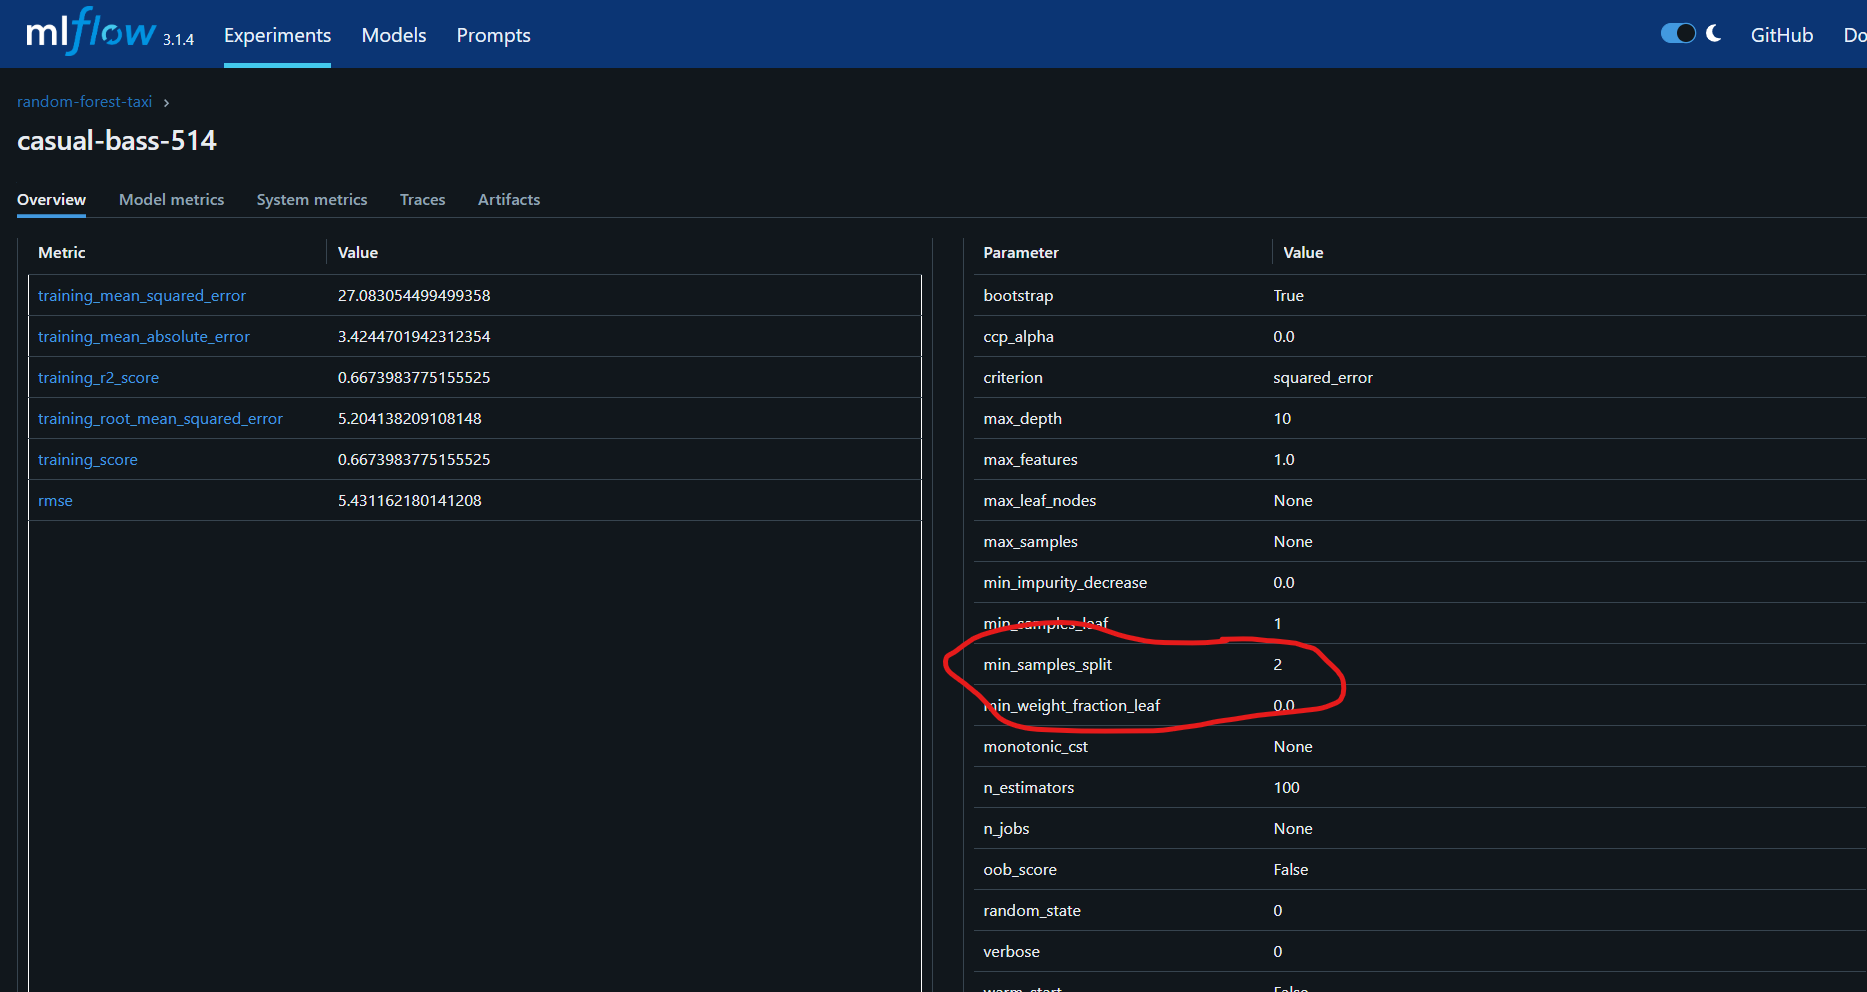 mlflow 3.1.4 Experiments Models Prompts GitHub Do
random-forest-taxi
casual-bass-514
Overview Model metrics System metrics Traces Artifacts
Metric Value
training_mean_squared_error 27.083054499499358
training_mean_absolute_error 3.4244701942312354
training_r2_score 0.6673983775155525
training_root_mean_squared_error 5.204138209108148
training_score 0.6673983775155525
rmse 5.431162180141208
Parameter Value
bootstrap True
ccp_alpha 0.0
criterion squared_error
max_depth 10
max_features 1.0
max_leaf_nodes None
max_samples None
min_impurity_decrease 0.0
min_samples_leaf 1
min_samples_split 2
min_weight_fraction_leaf 0.0
monotonic_cst None
n_estimators 100
n_jobs None
oob_score False
random_state 0
verbose 0
warm_start False